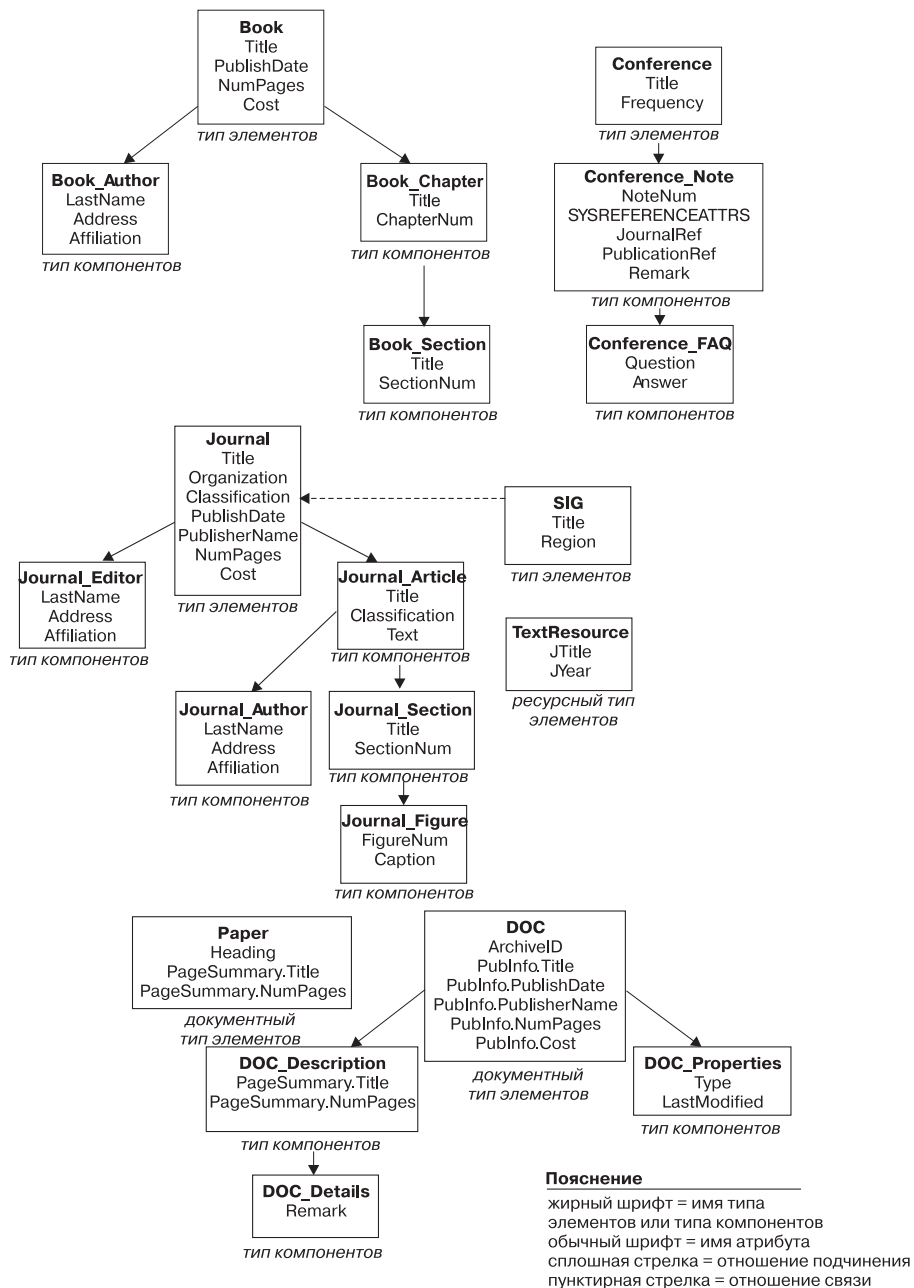 Book
Title
PublishDate
NumPages
Cost
тип элементов
Conference
Title
Frequency
тип элементов
Book_Author
LastName
Address
Affiliation
тип компонентов
Book_Chapter
Title
ChapterNum
тип компонентов
Conference_Note
NoteNum
SYSREFERENCEATTRS
JournalRef
PublicationRef
Remark
тип компонентов
Book_Section
Title
SectionNum
тип компонентов
Conference_FAQ
Question
Answer
тип компонентов
Journal
Title
Organization
Classification
PublishDate
PublisherName
NumPages
Cost
тип элементов
SIG
Title
Region
тип элементов
Journal_Editor
LastName
Address
Affiliation
тип компонентов
Journal_Article
Title
Classification
Text
тип компонентов
TextResource
JTitle
JYear
ресурсный тип
элементов
Journal_Author
LastName
Address
Affiliation
тип компонентов
Journal_Section
Title
SectionNum
тип компонентов
Journal_Figure
FigureNum
Caption
тип компонентов
Paper
Heading
PageSummary.Title
PageSummary.NumPages
документный
тип элементов
DOC
ArchiveID
PubInfo.Title
PubInfo.PublishDate
PubInfo.PublisherName
PubInfo.NumPages
PubInfo.Cost
документный
тип элементов
DOC_Description
PageSummary.Title
PageSummary.NumPages
тип компонентов
DOC_Properties
Type
LastModified
тип компонентов
DOC_Details
Remark
тип компонентов
Пояснение
жирный шрифт = имя типа
элементов или типа компонентов
обычный шрифт = имя атрибута
сплошная стрелка = отношение подчинения
пунктирная стрелка = отношение связи